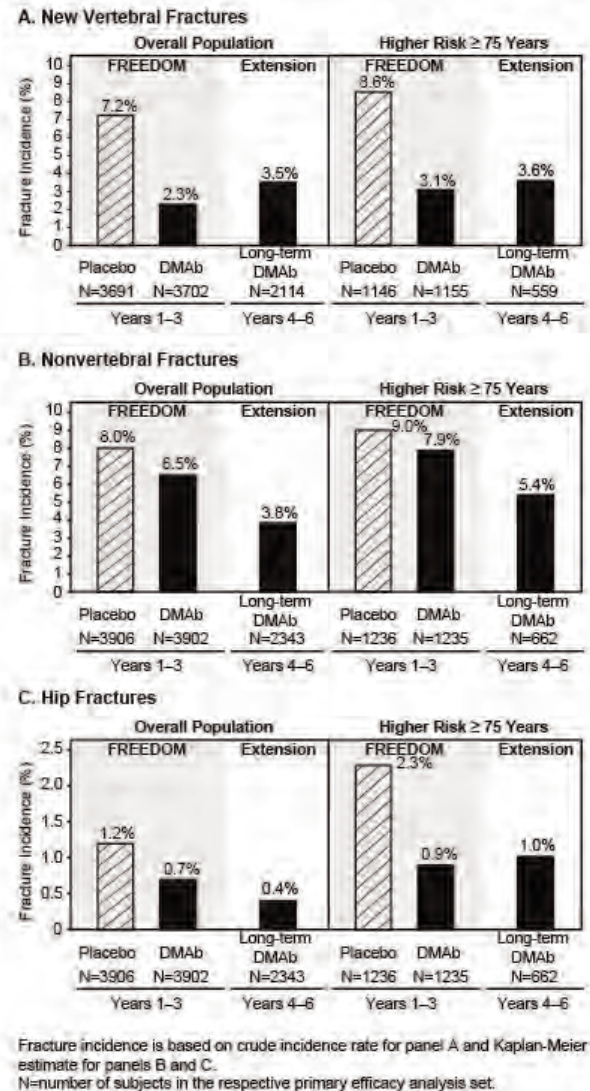 A. New Vertebral Fractures
Overall Population Higher Risk ≥ 75 Years
FREEDOM Extension FREEDOM Extension
Fracture Incidence (%)
10
9
8
7
6
5
4
3
2
1
0
7.2% 2.3% 3.5% 8.6% 3.1% 3.6%
Placebo DMAb Long-term DMAb Placebo DMAb Long-term DMAb
N=3691 N=3702 N=2114 N=1146 N=1155 N=559
Years 1–3 Years 4–6 Years 1–3 Years 4–6
B. Nonvertebral Fractures
Overall Population Higher Risk ≥ 75 Years
FREEDOM Extension FREEDOM Extension
Fracture Incidence (%)
10
9
8
7
6
5
4
3
2
1
0
8.0% 6.5% 3.8% 9.0% 7.9% 5.4%
Placebo DMAb Long-term DMAb Placebo DMAb Long-term DMAb
N=3906 N=3902 N=2343 N=1236 N=1235 N=662
Years 1–3 Years 4–6 Years 1–3 Years 4–6
C. Hip Fractures
Overall Population Higher Risk ≥ 75 Years
FREEDOM Extension FREEDOM Extension
Fracture Incidence (%)
2.5
2.0
1.5
1.0
0.5
0
1.2% 0.7% 0.4% 2.3% 0.9% 1.0%
Placebo DMAb Long-term DMAb Placebo DMAb Long-term DMAb
N=3906 N=3902 N=2343 N=1236 N=1235 N=662
Years 1–3 Years 4–6 Years 1–3 Years 4–6
Fracture incidence is based on crude incidence rate for panel A and Kaplan-Meier
estimate for panels B and C.
N=number of subjects in the respective primary efficacy analysis set.